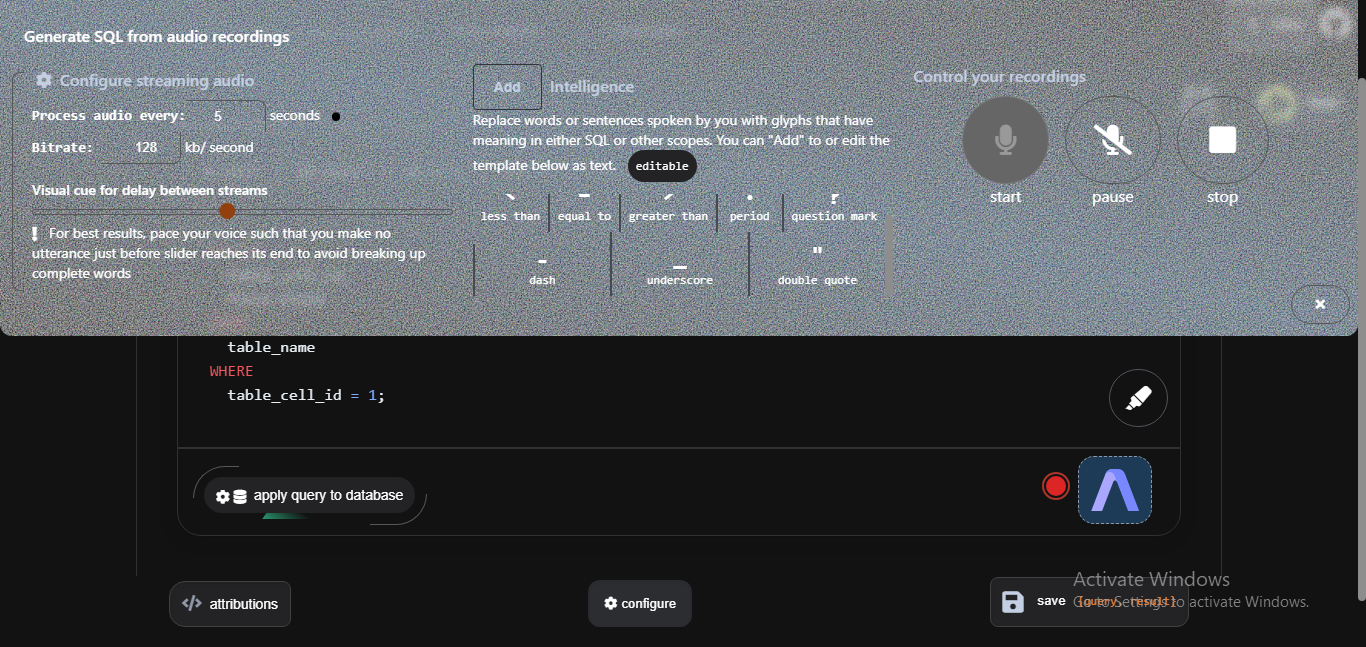 Generate SQL from audio recordings
Configure streaming audio
Process audio every: 5 seconds
Bitrate: 128 kb/ second
Visual cue for delay between streams
! For best results, pace your voice such that you make no
utterance just before slider reaches its end to avoid breaking up
complete words
Add Intelligence
Replace words or sentences spoken by you with glyphs that have
meaning in either SQL or other scopes. You can "Add" to or edit the
template below as text. editable
less than equal to greater than period question mark
- _ "
dash underscore double quote
Control your recordings
start pause stop
×
table_name
WHERE
table_cell_id = 1;
apply query to database
</> attributions
configure
save {query, result}
Activate Windows
Go to Settings to activate Windows.